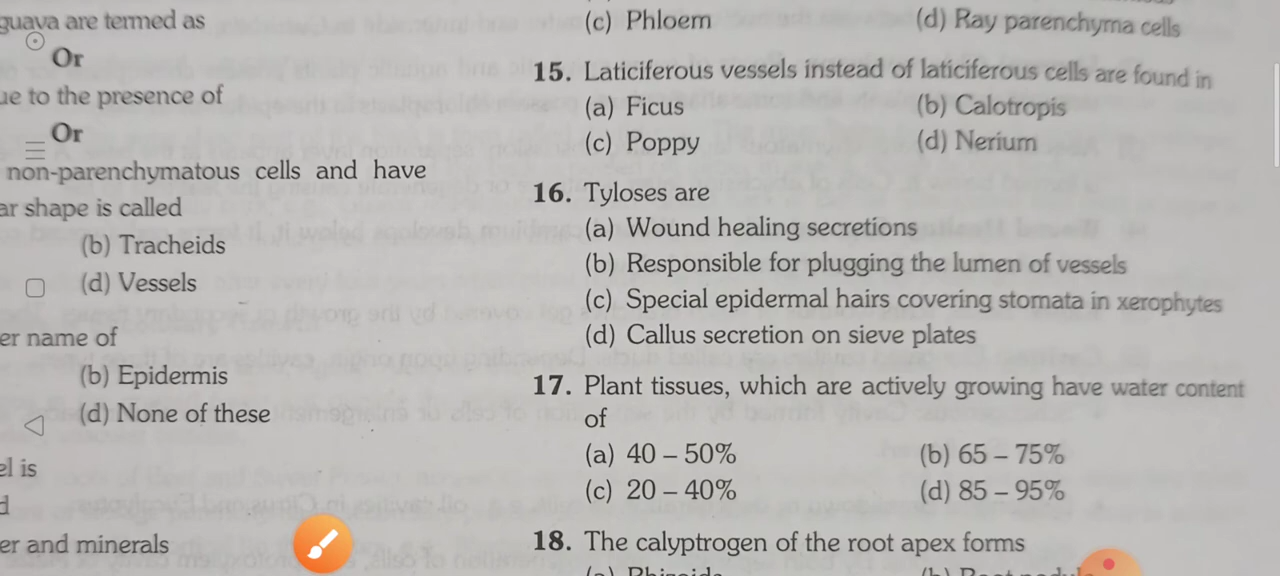 guava are termed as
Or
ue to the presence of
Or
non-parenchymatous cells and have
ar shape is called
(b) Tracheids
(d) Vessels
er name of
(b) Epidermis
(d) None of these
el is
d
er and minerals
(c) Phloem (d) Ray parenchyma cells
15. Laticiferous vessels instead of laticiferous cells are found in
(a) Ficus (b) Calotropis
(c) Poppy (d) Nerium
16. Tyloses are
(a) Wound healing secretions
(b) Responsible for plugging the lumen of vessels
(c) Special epidermal hairs covering stomata in xerophytes
(d) Callus secretion on sieve plates
17. Plant tissues, which are actively growing have water content
of
(a) 40 – 50% (b) 65 – 75%
(c) 20 – 40% (d) 85 – 95%
18. The calyptrogen of the root apex forms